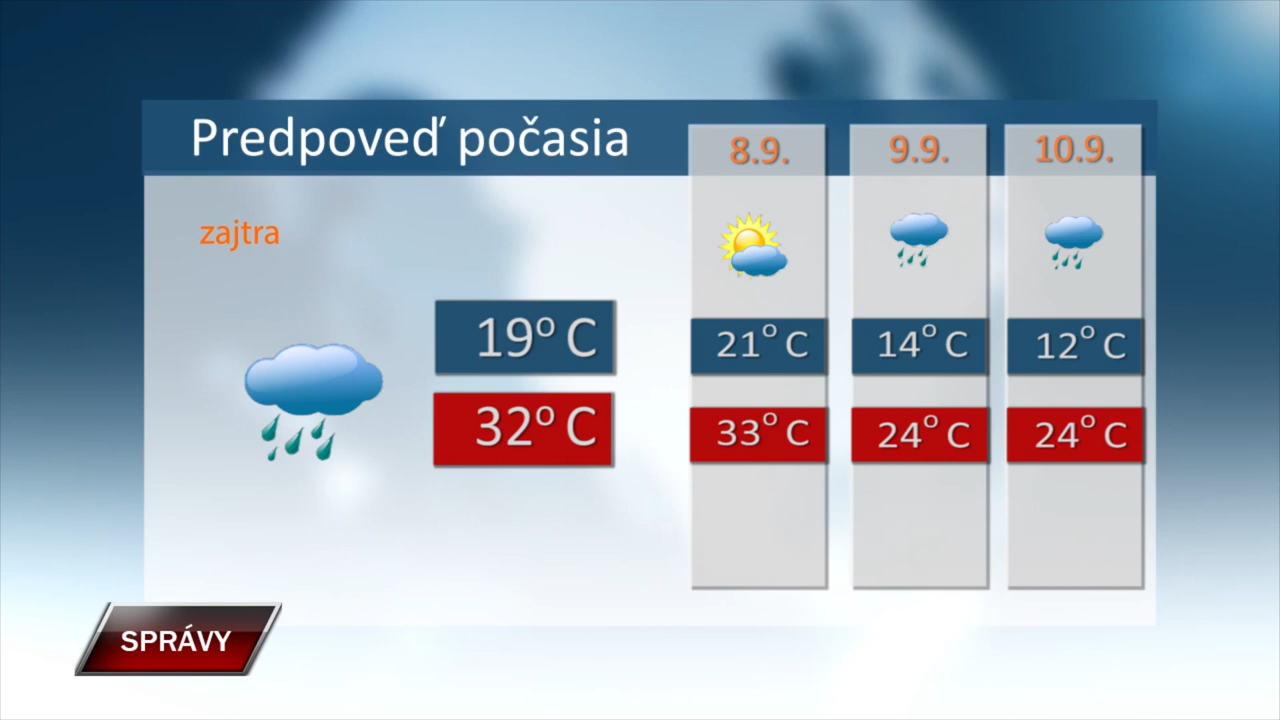 Predpoveď počasia
zajtra
19° C
32° C
8.9.
21° C
33° C
9.9.
14° C
24° C
10.9.
12° C
24° C
SPRÁVY